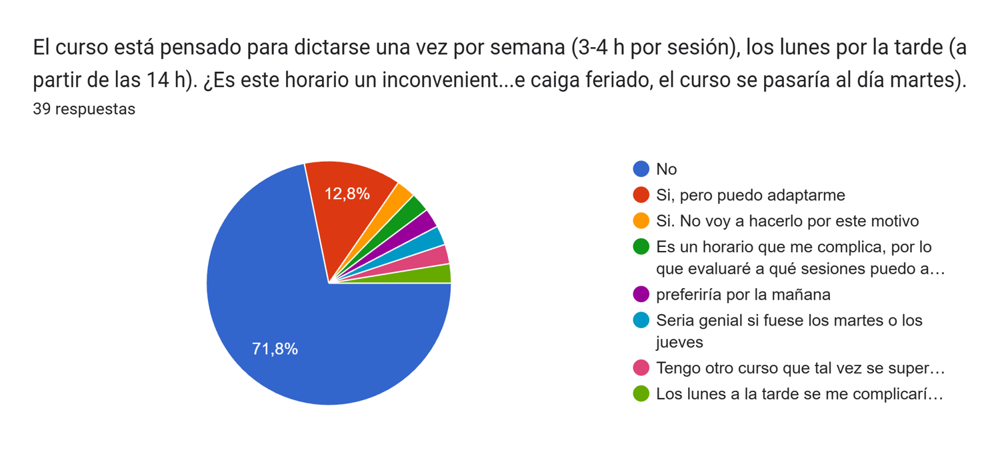 El curso está pensado para dictarse una vez por semana (3-4 h por sesión), los lunes por la tarde (a
partir de las 14 h). ¿Es este horario un inconvenient...e caiga feriado, el curso se pasaría al día martes).
39 respuestas
12,8%
71,8%
No
Si, pero puedo adaptarme
Si. No voy a hacerlo por este motivo
Es un horario que me complica, por lo
que evaluaré a qué sesiones puedo a...
preferiría por la mañana
Seria genial si fuese los martes o los
jueves
Tengo otro curso que tal vez se super...
Los lunes a la tarde se me complicarí...